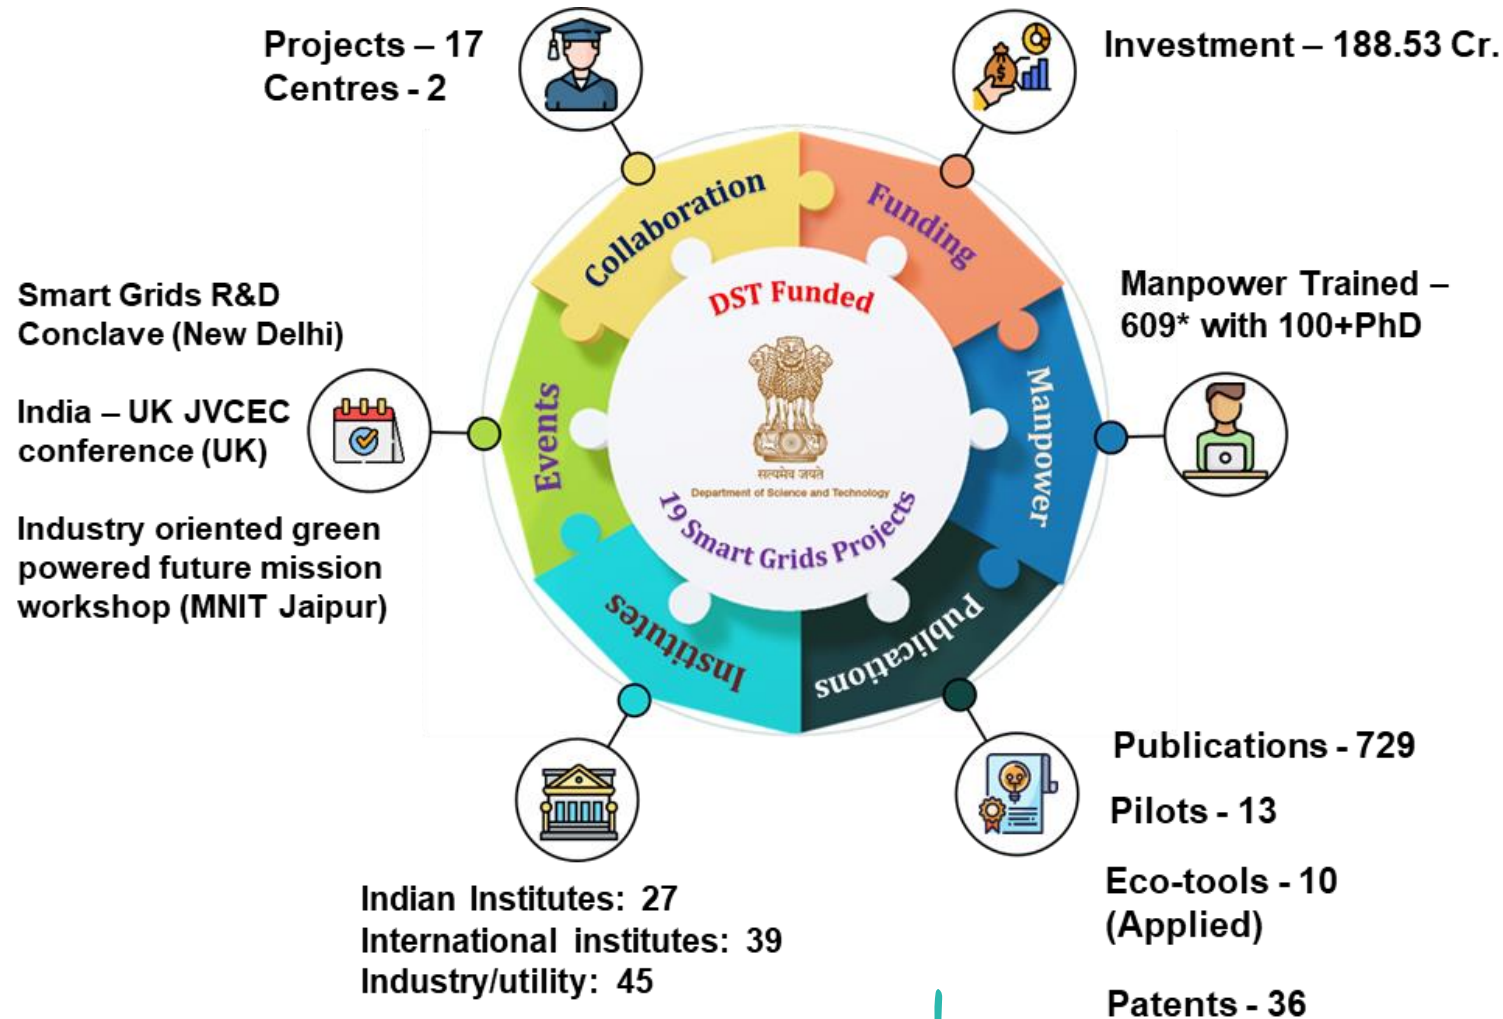 Projects – 17
Centres - 2
Investment – 188.53 Cr.
Collaboration
Funding
Smart Grids R&D
Conclave (New Delhi)
India – UK JVCEC
conference (UK)
Industry oriented green
powered future mission
workshop (MNIT Jaipur)
Events
DST Funded
सत्यमेव जयते
Department of Science and Technology
19 Smart Grids Projects
Manpower
Manpower Trained –
609* with 100+PhD
Institutes
Publications
Indian Institutes: 27
International institutes: 39
Industry/utility: 45
Publications - 729
Pilots - 13
Eco-tools - 10
(Applied)
Patents - 36